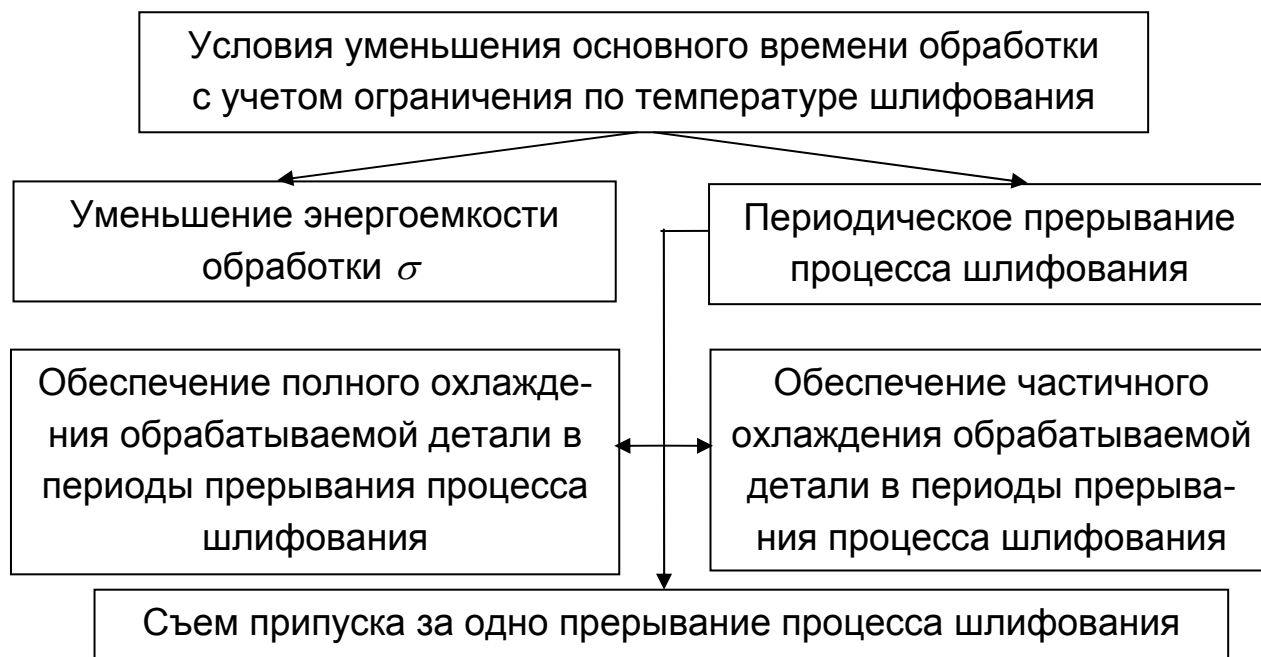 Условия уменьшения основного времени обработки
с учетом ограничения по температуре шлифования
Уменьшение энергоемкости
обработки σ
Периодическое прерывание
процесса шлифования
Обеспечение полного охлажде-
ния обрабатываемой детали в
периоды прерывания процесса
шлифования
Обеспечение частичного
охлаждения обрабатываемой
детали в периоды прерыва-
ния процесса шлифования
Съем припуска за одно прерывание процесса шлифования